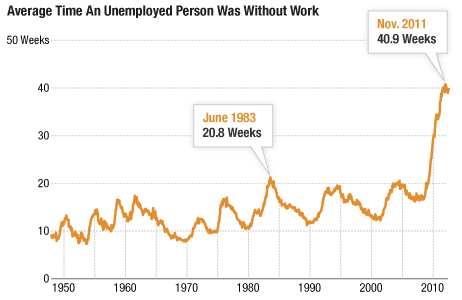 Average Time An Unemployed Person Was Without Work
50 Weeks
Nov. 2011
40.9 Weeks
40
June 1983
20.8 Weeks
30
20
10
0
1950 1960 1970 1980 1990 2000 2010